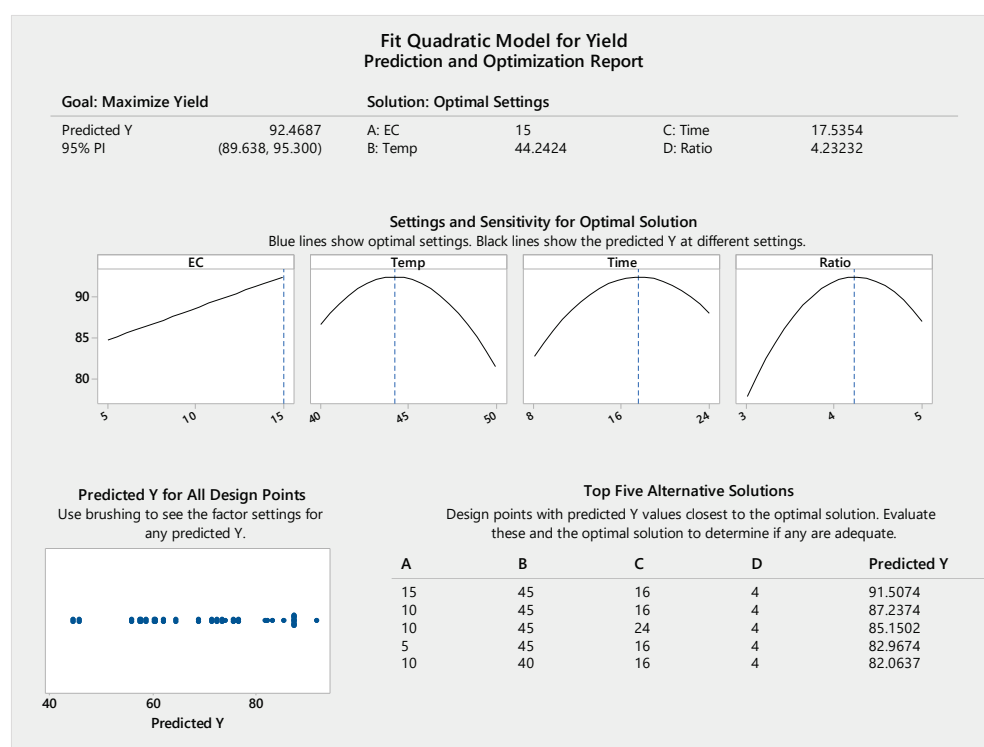 Fit Quadratic Model for Yield
Prediction and Optimization Report
Goal: Maximize Yield
Predicted Y 92.4687
95% PI (89.638, 95.300)
Solution: Optimal Settings
A: EC 15 C: Time 17.5354
B: Temp 44.2424 D: Ratio 4.23232
Settings and Sensitivity for Optimal Solution
Blue lines show optimal settings. Black lines show the predicted Y at different settings.
EC Temp Time Ratio
90
85
80
5 10 15 40 45 50 8 16 24 3 4 5
Predicted Y for All Design Points
Use brushing to see the factor settings for
any predicted Y.
40 60 80
Predicted Y
Top Five Alternative Solutions
Design points with predicted Y values closest to the optimal solution. Evaluate
these and the optimal solution to determine if any are adequate.
A B C D Predicted Y
15 45 16 4 91.5074
10 45 16 4 87.2374
10 45 24 4 85.1502
5 45 16 4 82.9674
10 40 16 4 82.0637